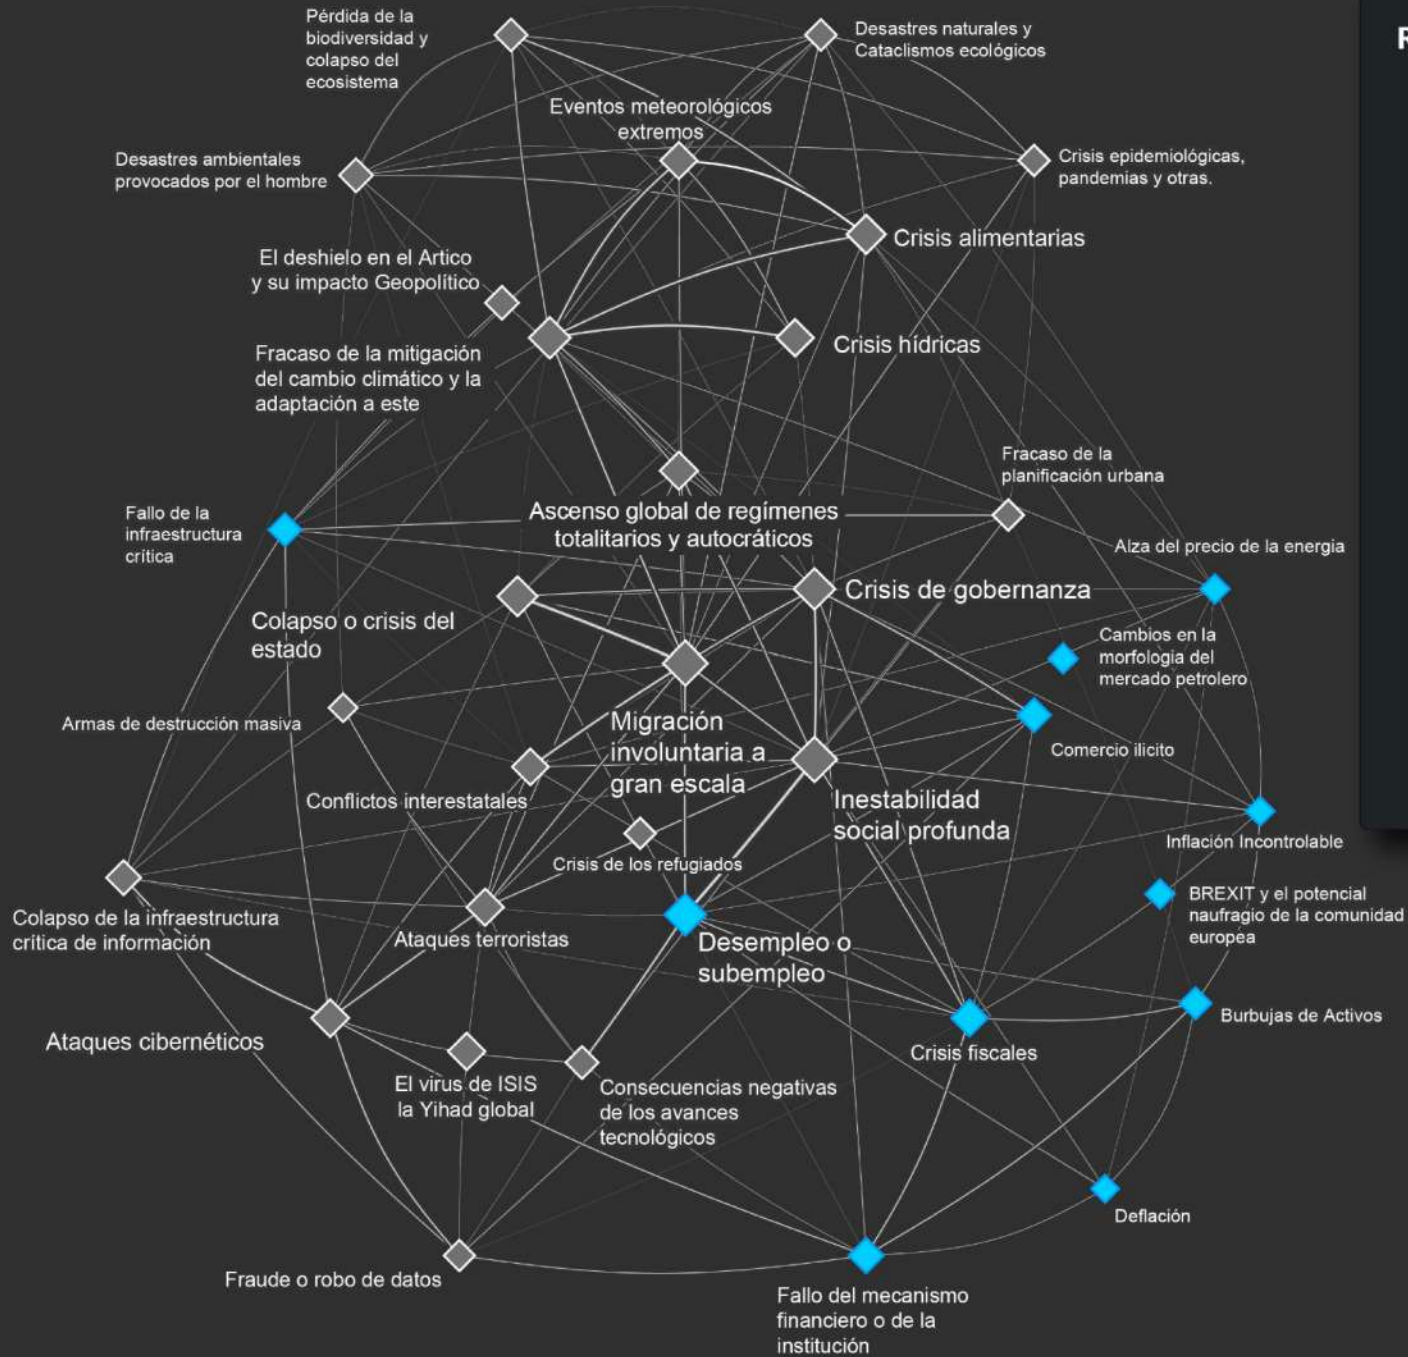 Pérdida de la
biodiversidad y
colapso del
ecosistema
Desastres naturales y
Cataclismos ecológicos
R
Eventos meteorológicos
extremos
Desastres ambientales
provocados por el hombre
Crisis epidemiológicas,
pandemias y otras.
Crisis alimentarias
El deshielo en el Artico
y su impacto Geopolítico
Crisis hídricas
Fracaso de la mitigación
del cambio climático y la
adaptación a este
Fracaso de la
planificación urbana
Fallo de la
infraestructura
crítica
Ascenso global de regímenes
totalitarios y autocráticos
Alza del precio de la energia
Crisis de gobernanza
Colapso o crisis del
estado
Cambios en la
morfologia del
mercado petrolero
Armas de destrucción masiva
Migración
involuntaria a
gran escala
Comercio ilicito
Conflictos interestatales
Inestabilidad
social profunda
Inflación Incontrolable
Crisis de los refugiados
BREXIT y el potencial
naufragio de la comunidad
europea
Colapso de la infraestructura
crítica de información
Ataques terroristas
Desempleo o
subempleo
Burbujas de Activos
Ataques cibernéticos
Crisis fiscales
El virus de ISIS
la Yihad global
Consecuencias negativas
de los avances
tecnológicos
Deflación
Fraude o robo de datos
Fallo del mecanismo
financiero o de la
institución